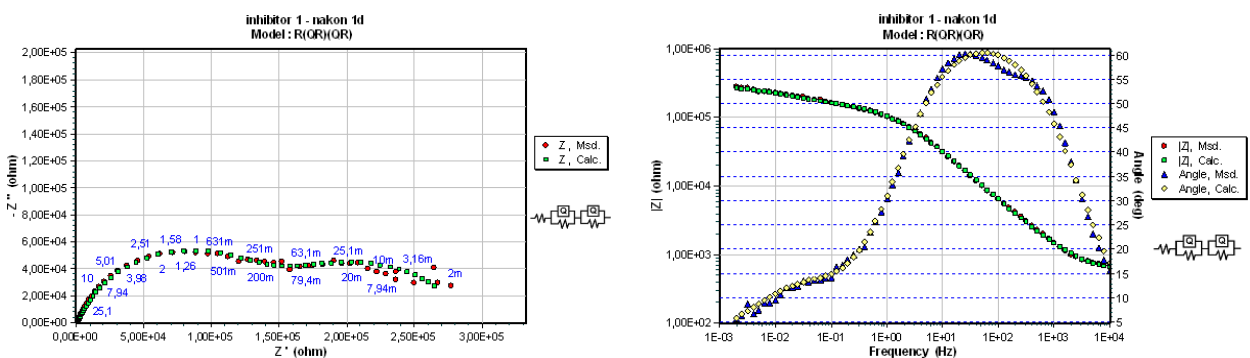 inhibitor 1 - nakon 1d
Model : R(QR)(QR)
2,00E+05
1,80E+05
1,60E+05
1,40E+05
1,20E+05
1,00E+05
8,00E+04
6,00E+04
4,00E+04
2,00E+04
0,00E+00
-Z'' (ohm)
2,51
1,58
1
631m
251m
63,1m
25,1m
10m
3,16m
5,01
10
3,98
2
1,26
501m
200m
79,4m
20m
7,94m
2m
7,94
25,1
0,00E+00
5,00E+04
1,00E+05
1,50E+05
2,00E+05
2,50E+05
3,00E+05
Z' (ohm)
Z , Msd.
Z , Calc.
Q
Q
inhibitor 1 - nakon 1d
Model : R(QR)(QR)
1,00E+06
1,00E+05
1,00E+04
1,00E+03
1,00E+02
|Z| (ohm)
60
55
50
45
40
35
30
25
20
15
10
5
Angle (deg)
1E-03
1E-02
1E-01
1E+00
1E+01
1E+02
1E+03
1E+04
Frequency (Hz)
|Z|, Msd.
|Z|, Calc.
Angle, Msd.
Angle, Calc.
Q
Q